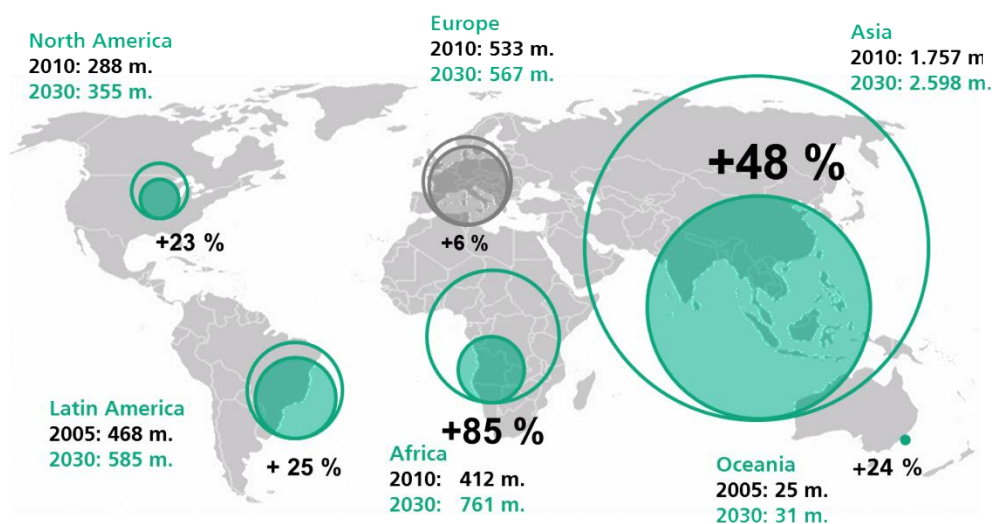 North America
2010: 288 m.
2030: 355 m.
+23 %
Europe
2010: 533 m.
2030: 567 m.
+6 %
Asia
2010: 1.757 m
2030: 2.598 m.
+48 %
Latin America
2005: 468 m.
2030: 585 m.
+ 25 %
Africa
2010: 412 m.
2030: 761 m.
+85 %
Oceania
2005: 25 m.
2030: 31 m.
+24 %